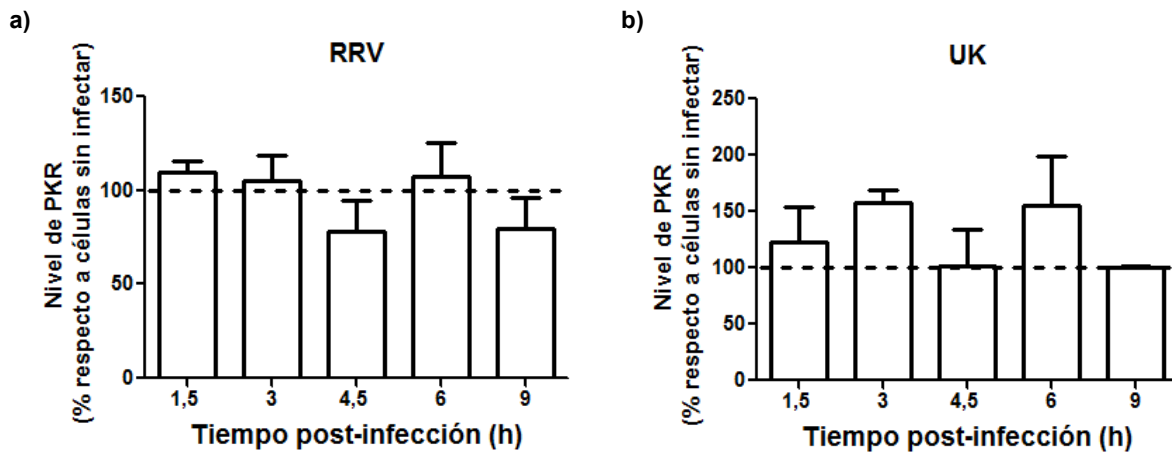 a)
RRV
Nivel de PKR
(% respecto a células sin infectar)
150
100
50
0
1,5 3 4,5 6 9
Tiempo post-infección (h)
b)
UK
Nivel de PKR
(% respecto a células sin infectar)
250
200
150
100
50
0
1,5 3 4,5 6 9
Tiempo post-infección (h)